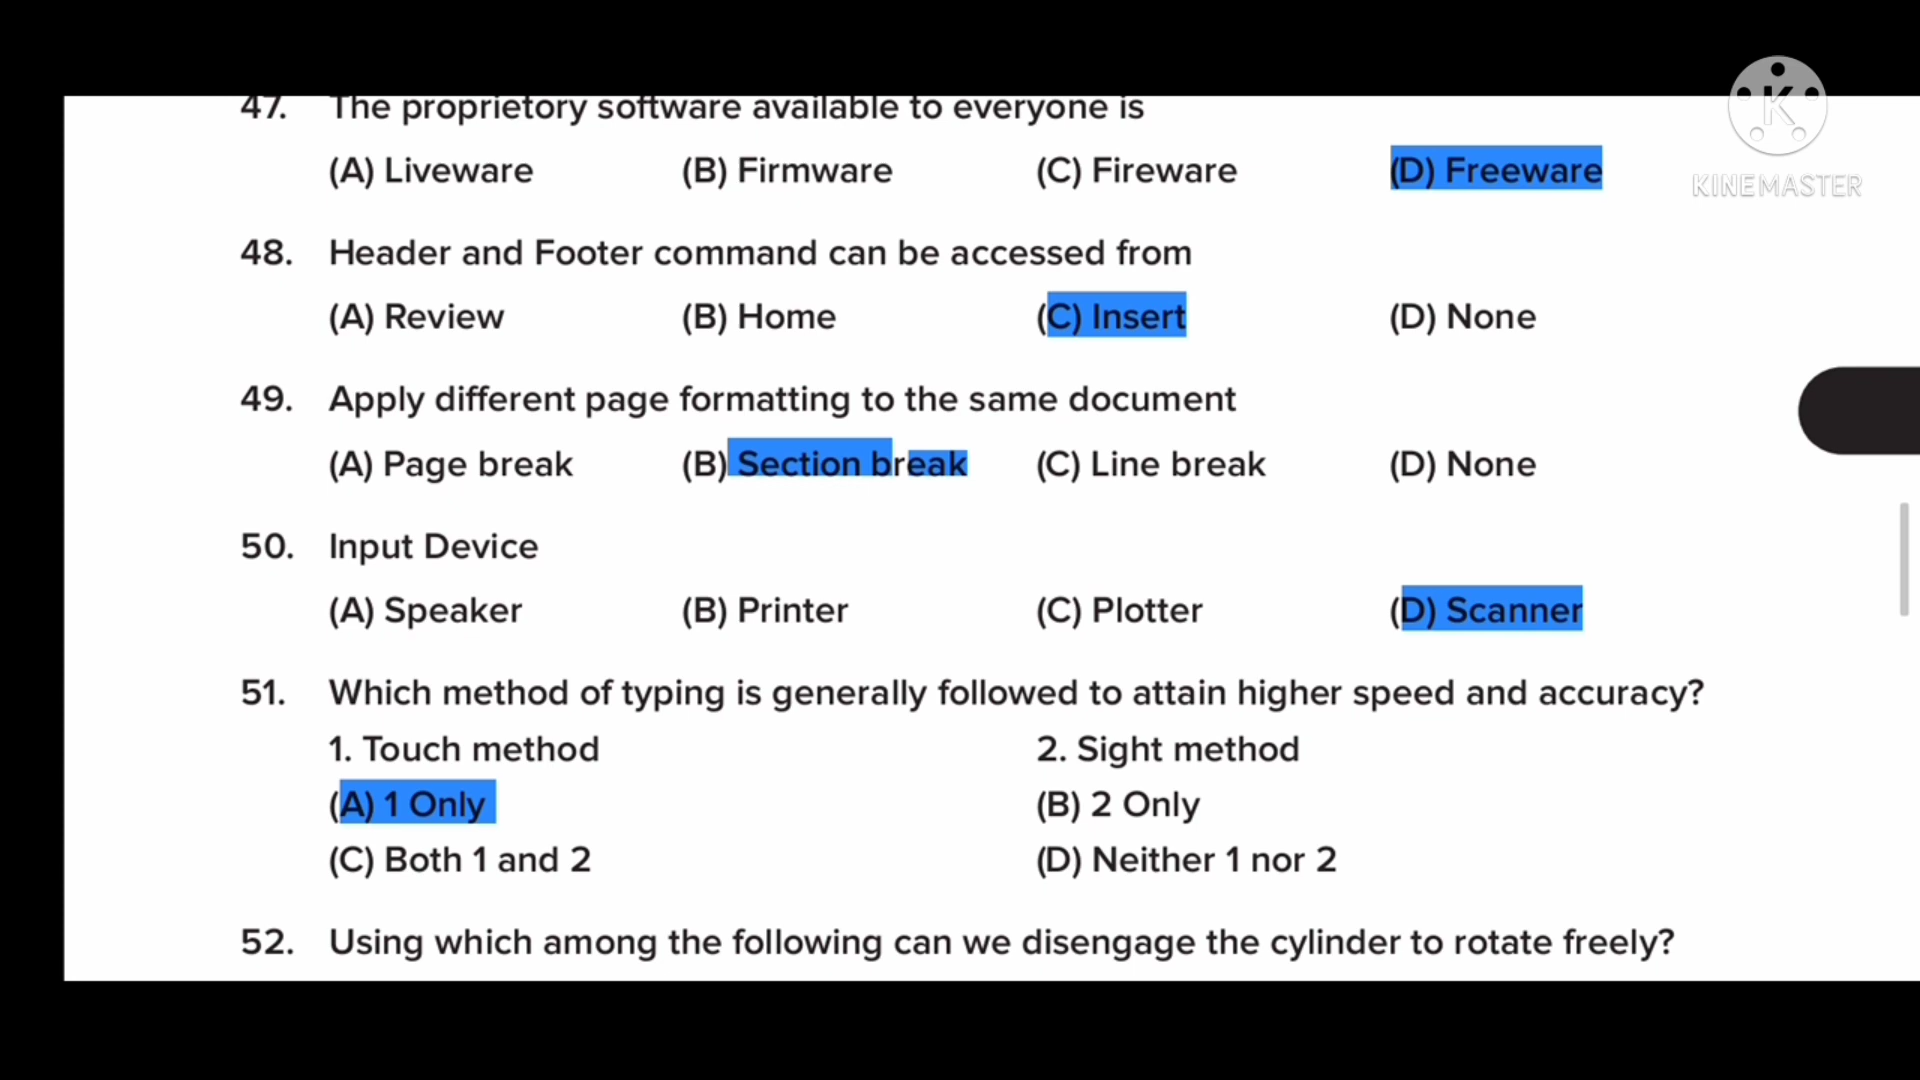 47. The proprietory software available to everyone is
(A) Liveware (B) Firmware (C) Fireware (D) Freeware
48. Header and Footer command can be accessed from
(A) Review (B) Home (C) Insert (D) None
49. Apply different page formatting to the same document
(A) Page break (B) Section break (C) Line break (D) None
50. Input Device
(A) Speaker (B) Printer (C) Plotter (D) Scanner
51. Which method of typing is generally followed to attain higher speed and accuracy?
1. Touch method 2. Sight method
(A) 1 Only (B) 2 Only
(C) Both 1 and 2 (D) Neither 1 nor 2
52. Using which among the following can we disengage the cylinder to rotate freely?
K
KINEMASTER